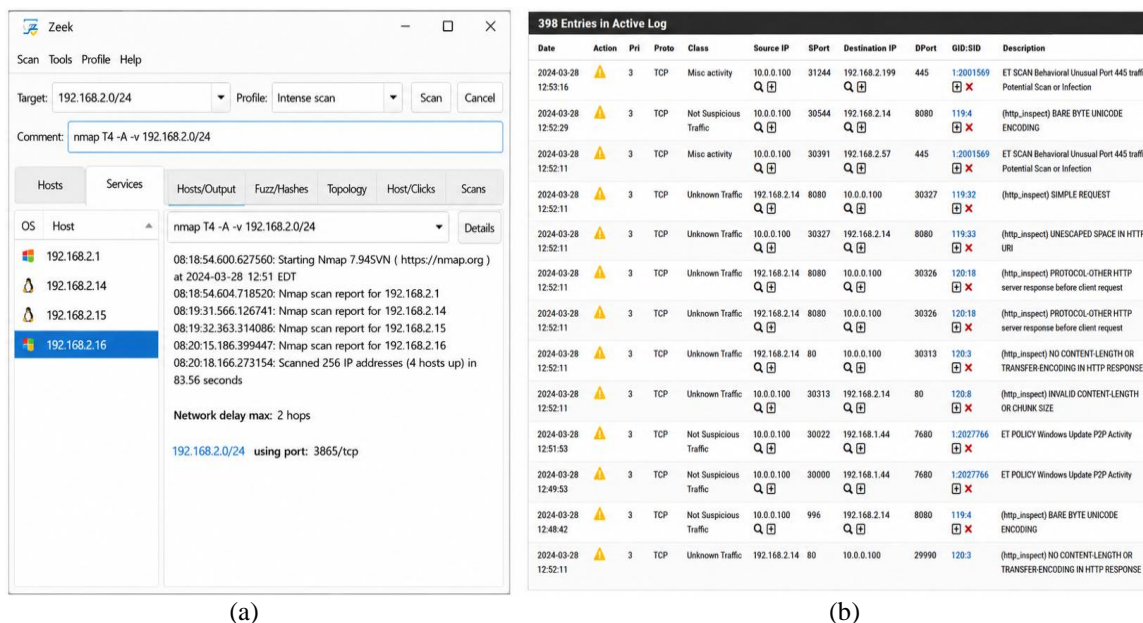 Zeek
Scan Tools Profile Help
Target: 192.168.2.0/24 Profile: Intense scan Scan Cancel
Comment: nmap T4 -A -v 192.168.2.0/24
Hosts Services Hosts/Output Fuzz/Hashes Topology Host/Clicks Scans
OS Host
192.168.2.1
192.168.2.14
192.168.2.15
192.168.2.16
nmap T4 -A -v 192.168.2.0/24 Details
08:18:54.600.627560: Starting Nmap 7.94SVN ( https://nmap.org )
at 2024-03-28 12:51 EDT
08:18:54.604.718520: Nmap scan report for 192.168.2.1
08:19:31.566.126741: Nmap scan report for 192.168.2.14
08:19:32.363.314086: Nmap scan report for 192.168.2.15
08:20:15.186.399447: Nmap scan report for 192.168.2.16
08:20:18.166.273154: Scanned 256 IP addresses (4 hosts up) in
83.56 seconds
Network delay max: 2 hops
192.168.2.0/24 using port: 3865/tcp
(a)
398 Entries in Active Log
Date Action Pri Proto Class Source IP SPort Destination IP DPort GID:SID Description
2024-03-28 3 TCP Misc activity 10.0.0.100 31244 192.168.2.199 445 1:2001569 ET SCAN Behavioral Unusual Port 445 traffi
12:53:16 Potential Scan or Infection
2024-03-28 3 TCP Not Suspicious 10.0.0.100 30544 192.168.2.14 8080 119:4 (http_inspect) BARE BYTE UNICODE
12:52:29 Traffic ENCODING
2024-03-28 3 TCP Misc activity 10.0.0.100 30391 192.168.2.57 445 1:2001569 ET SCAN Behavioral Unusual Port 445 traffi
12:52:11 Potential Scan or Infection
2024-03-28 3 TCP Unknown Traffic 192.168.2.14 8080 10.0.0.100 30327 119:32 (http_inspect) SIMPLE REQUEST
12:52:11
2024-03-28 3 TCP Unknown Traffic 10.0.0.100 30327 192.168.2.14 8080 119:33 (http_inspect) UNESCAPED SPACE IN HTTP
12:52:11 URI
2024-03-28 3 TCP Unknown Traffic 192.168.2.14 8080 10.0.0.100 30326 120:18 (http_inspect) PROTOCOL-OTHER HTTP
12:52:11 server response before client request
2024-03-28 3 TCP Unknown Traffic 192.168.2.14 8080 10.0.0.100 30326 120:18 (http_inspect) PROTOCOL-OTHER HTTP
12:52:11 server response before client request
2024-03-28 3 TCP Unknown Traffic 192.168.2.14 80 10.0.0.100 30313 120:3 (http_inspect) NO CONTENT-LENGTH OR
12:52:11 TRANSFER-ENCODING IN HTTP RESPONSE
2024-03-28 3 TCP Unknown Traffic 10.0.0.100 30313 192.168.2.14 80 120:8 (http_inspect) INVALID CONTENT-LENGTH
12:52:11 OR CHUNK SIZE
2024-03-28 3 TCP Not Suspicious 10.0.0.100 30022 192.168.1.44 7680 1:2027766 ET POLICY Windows Update P2P Activity
12:51:53 Traffic
2024-03-28 3 TCP Not Suspicious 10.0.0.100 30000 192.168.1.44 7680 1:2027766 ET POLICY Windows Update P2P Activity
12:49:53 Traffic
2024-03-28 3 TCP Not Suspicious 10.0.0.100 996 192.168.2.14 8080 119:4 (http_inspect) BARE BYTE UNICODE
12:48:42 Traffic ENCODING
2024-03-28 3 TCP Unknown Traffic 192.168.2.14 80 10.0.0.100 29990 120:3 (http_inspect) NO CONTENT-LENGTH OR
12:52:11 TRANSFER-ENCODING IN HTTP RESPONSE
(b)